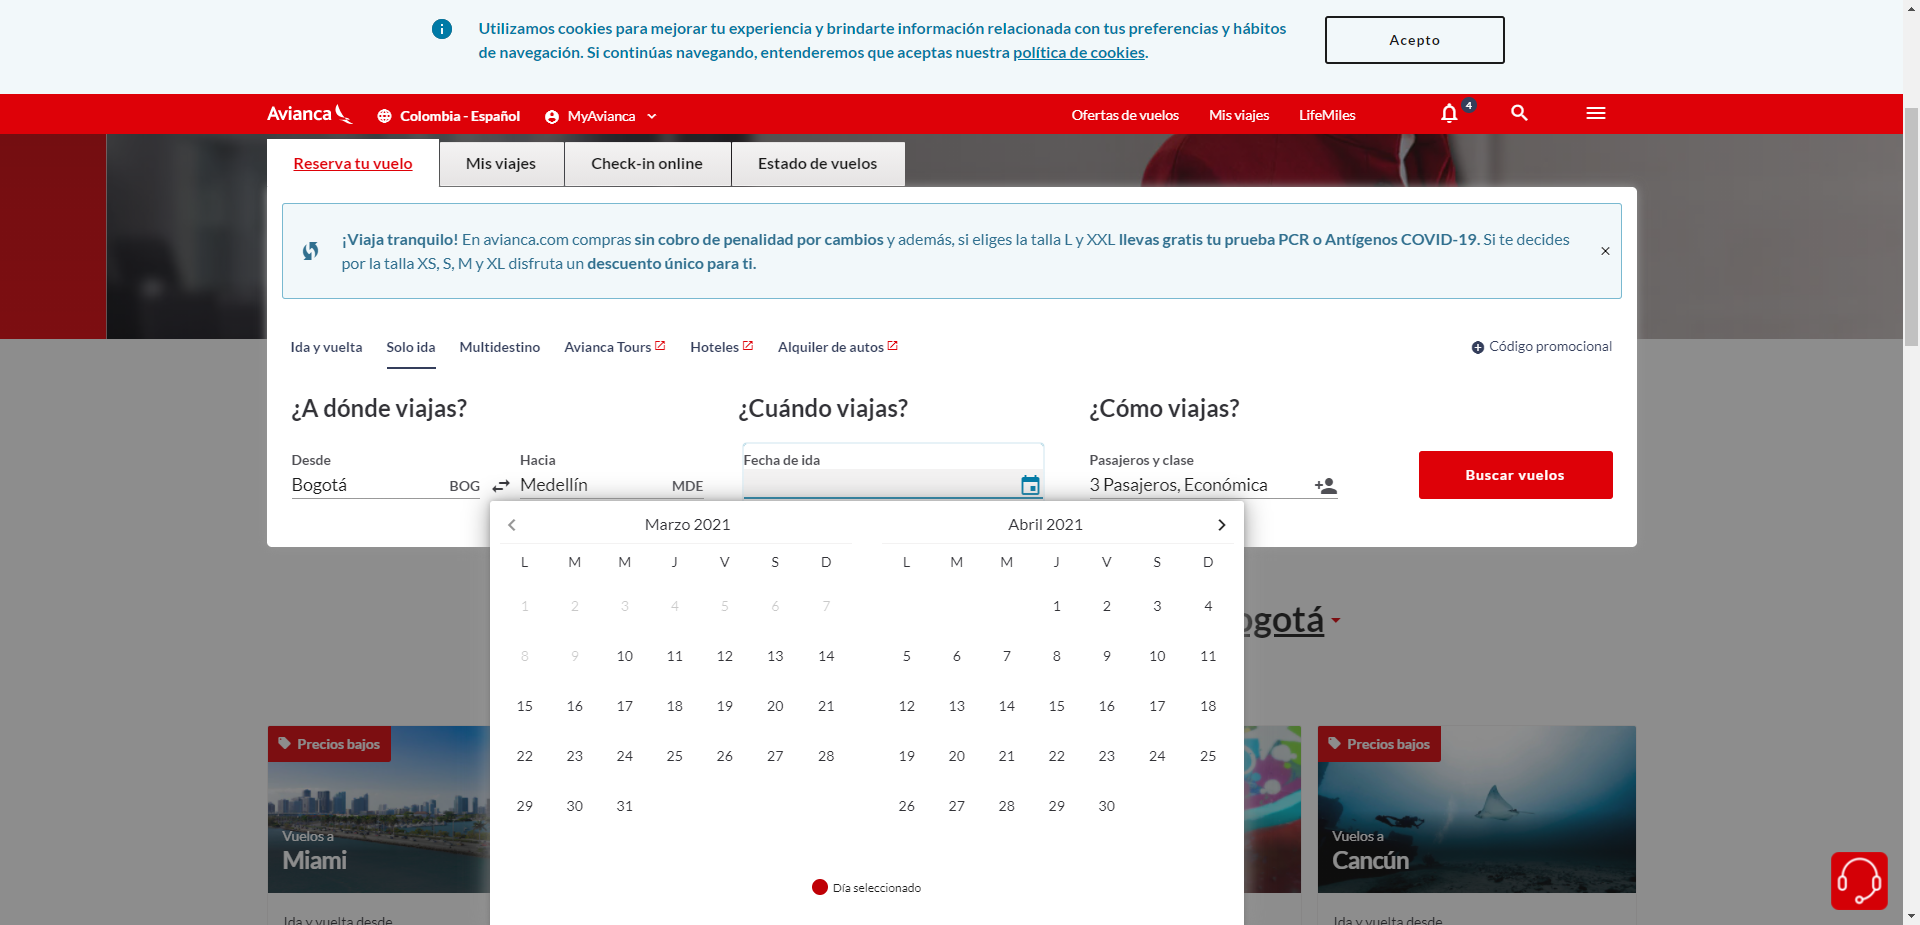 Utilizamos cookies para mejorar tu experiencia y brindarte información relacionada con tus preferencias y hábitos
de navegación. Si continúas navegando, entenderemos que aceptas nuestra política de cookies.
Acepto
Avianca
Colombia - Español
MyAvianca
Ofertas de vuelos
Mis viajes
LifeMiles
4
Reserva tu vuelo
Mis viajes
Check-in online
Estado de vuelos
¡Viaja tranquilo! En avianca.com compras sin cobro de penalidad por cambios y además, si eliges la talla L y XXL llevas gratis tu prueba PCR o Antígenos COVID-19. Si te decides
por la talla XS, S, M y XL disfruta un descuento único para ti.
Ida y vuelta
Solo ida
Multidestino
Avianca Tours
Hoteles
Alquiler de autos
Código promocional
¿A dónde viajas?
¿Cuándo viajas?
¿Cómo viajas?
Desde
Bogotá BOG
Hacia
Medellín MDE
Fecha de ida
Pasajeros y clase
3 Pasajeros, Económica
Buscar vuelos
Marzo 2021
L M M J V S D
1 2 3 4 5 6 7
8 9 10 11 12 13 14
15 16 17 18 19 20 21
22 23 24 25 26 27 28
29 30 31
Abril 2021
L M M J V S D
1 2 3 4
5 6 7 8 9 10 11
12 13 14 15 16 17 18
19 20 21 22 23 24 25
26 27 28 29 30
Día seleccionado
ogotá
Precios bajos
Vuelos a
Miami
Ida y vuelta desde
Precios bajos
Vuelos a
Cancún
Ida y vuelta desde